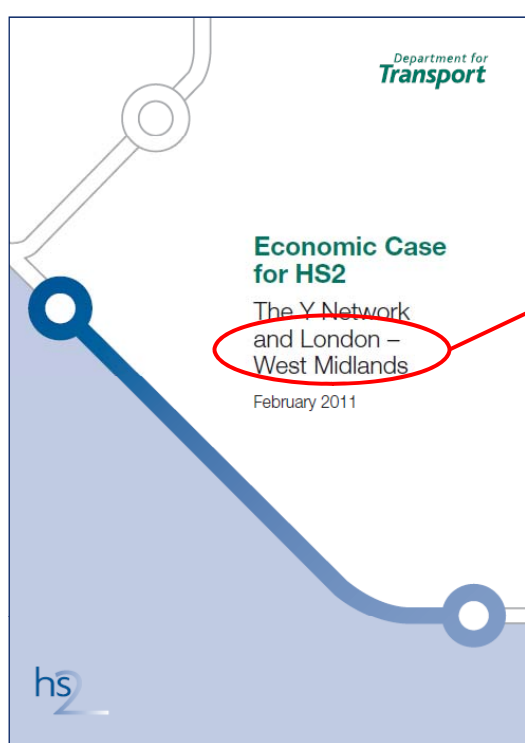 Department for
Transport
Economic Case
for HS2
The Y Network
and London –
West Midlands
February 2011
hs2